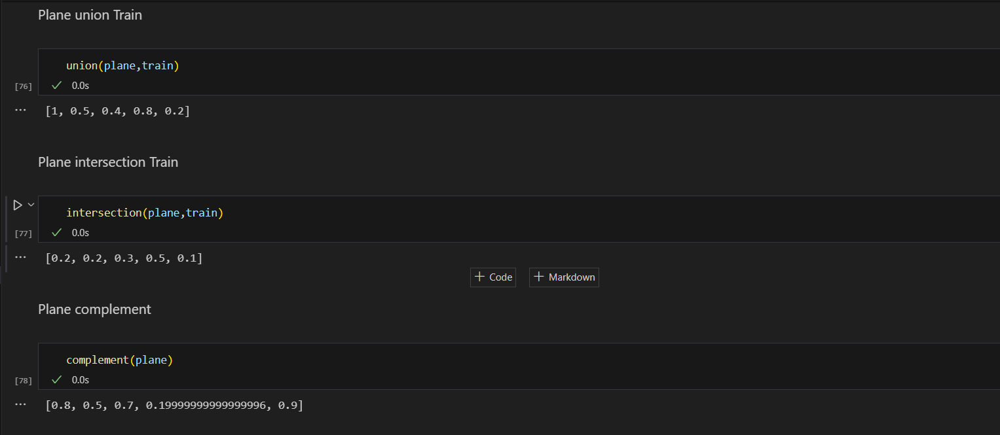 Plane union Train
union(plane,train)
[76]
0.0s
[1, 0.5, 0.4, 0.8, 0.2]
Plane intersection Train
intersection(plane,train)
[77]
0.0s
[0.2, 0.2, 0.3, 0.5, 0.1]
+ Code + Markdown
Plane complement
complement(plane)
[78]
0.0s
[0.8, 0.5, 0.7, 0.19999999999999996, 0.9]